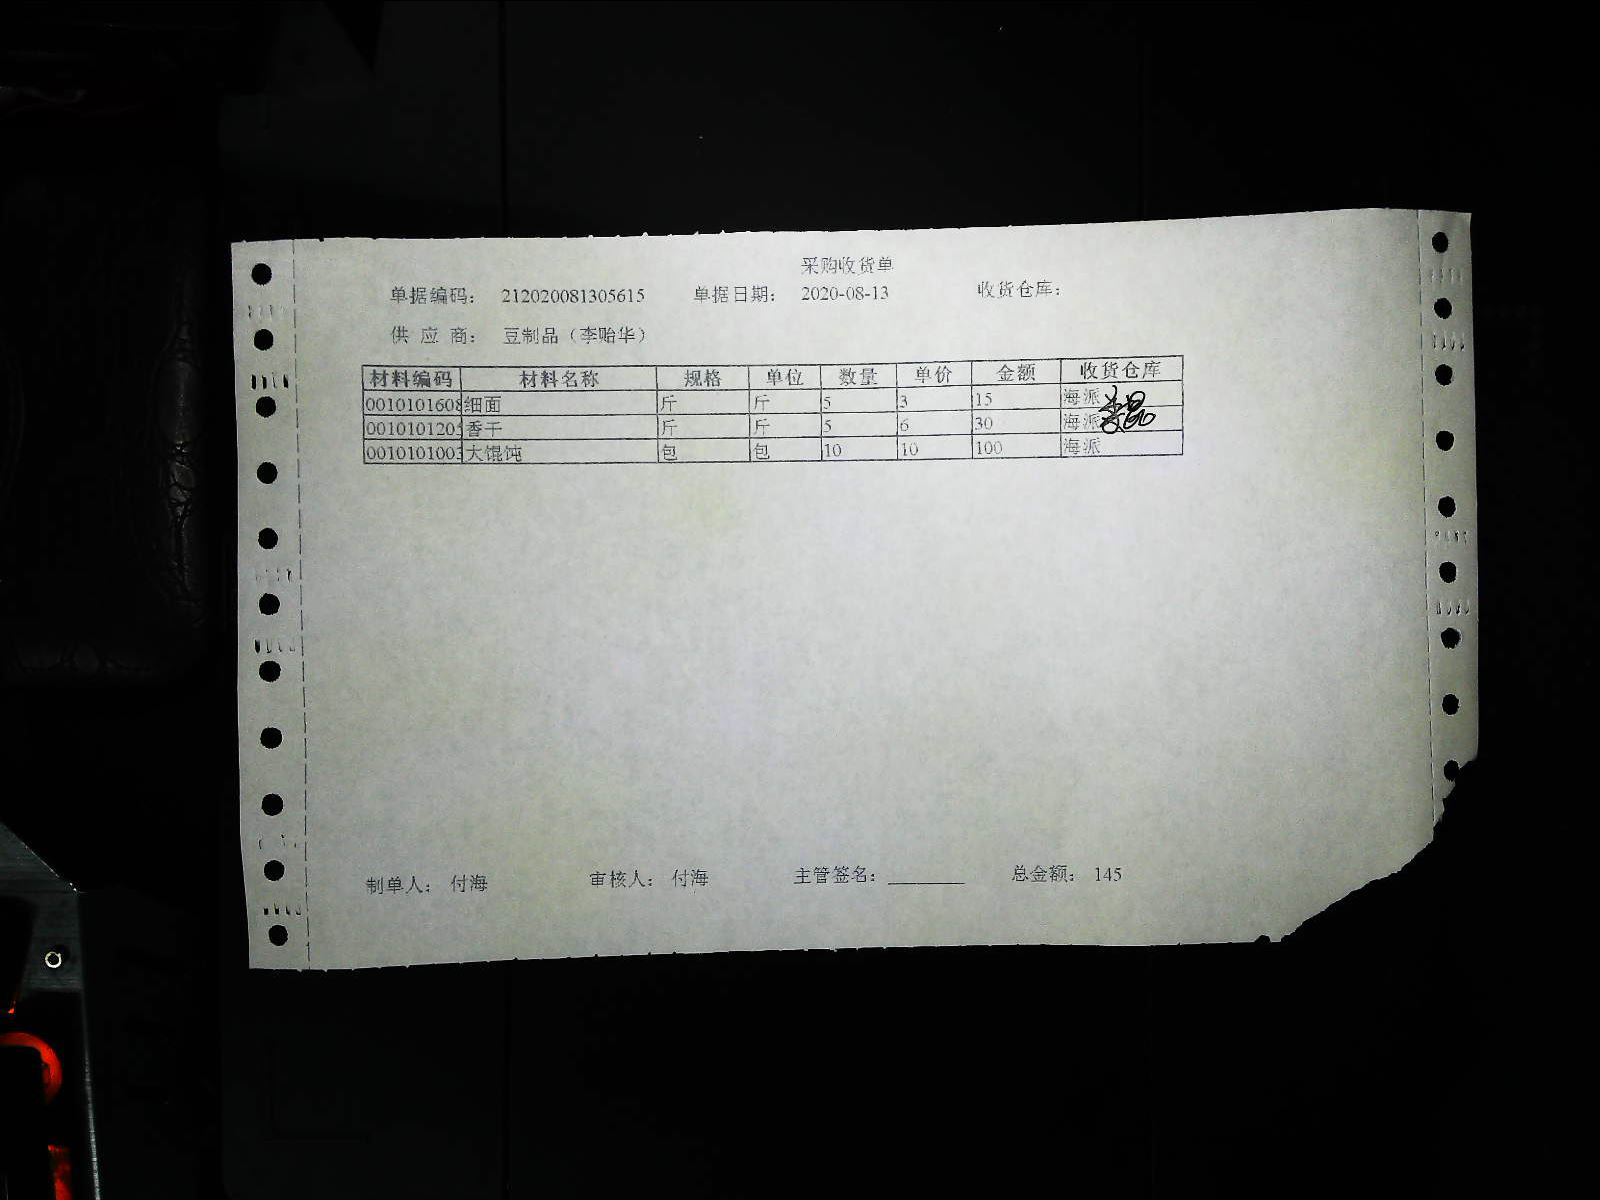 采购收货单
单据编码： 212020081305615 单据日期： 2020-08-13 收货仓库：
供 应 商： 豆制品（李贻华）
材料编码 材料名称 规格 单位 数量 单价 金额 收货仓库
0010101608 细面 斤 斤 5 3 15 海派
0010101205 香干 斤 斤 5 6 30 海派
0010101003 大馄饨 包 包 10 10 100 海派
制单人： 付海 审核人： 付海 主管签名：________ 总金额： 145